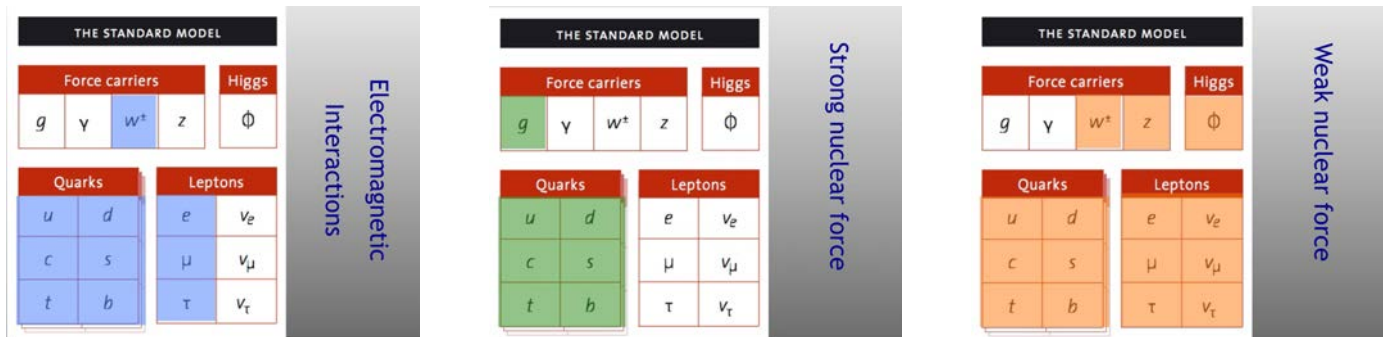 THE STANDARD MODEL
Force carriers Higgs
g γ w± z ϕ
Quarks Leptons
u d e νe
c s μ νμ
t b τ ντ
Electromagnetic
Interactions
THE STANDARD MODEL
Force carriers Higgs
g γ w± z ϕ
Quarks Leptons
u d e νe
c s μ νμ
t b τ ντ
Strong nuclear force
THE STANDARD MODEL
Force carriers Higgs
g γ w± z ϕ
Quarks Leptons
u d e νe
c s μ νμ
t b τ ντ
Weak nuclear force